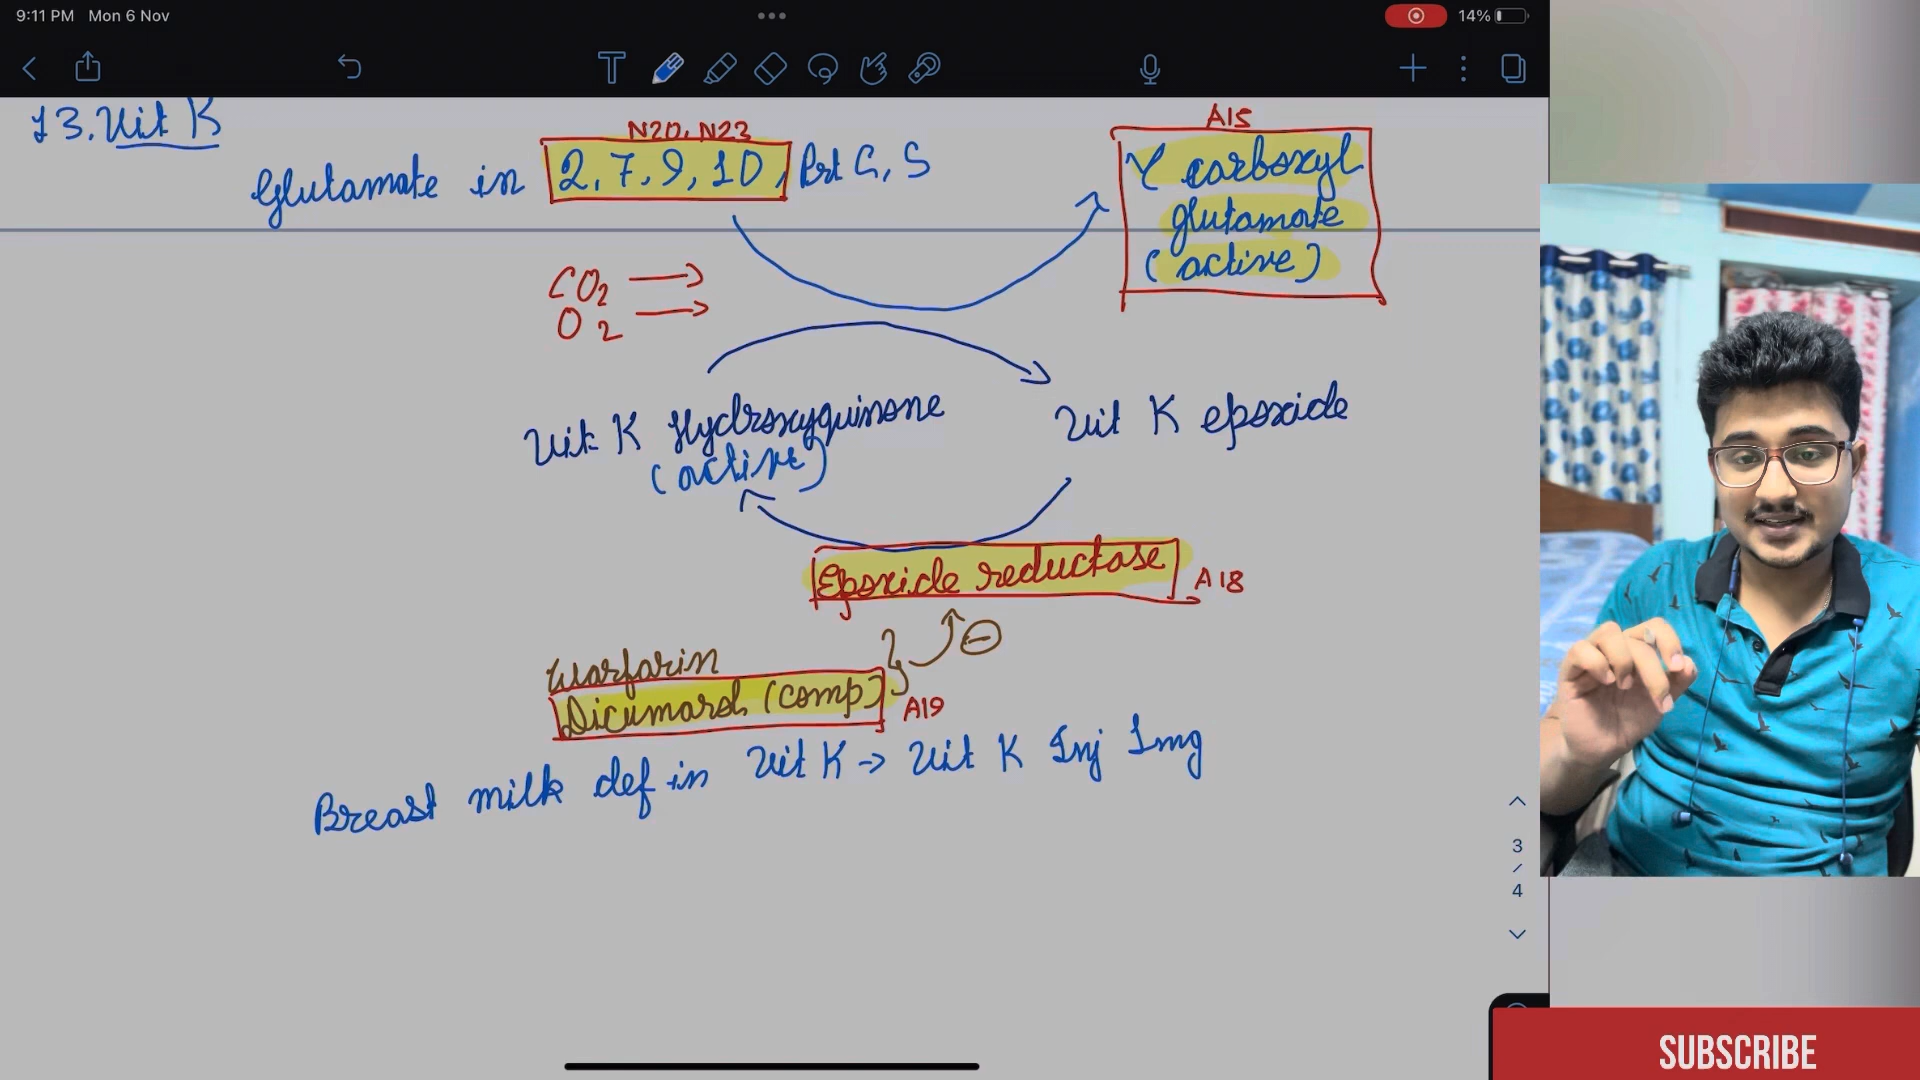 9:11 PM Mon 6 Nov
14%
13. Vit K
N20, N23
A15
Glutamate in 2, 7, 9, 10, Prt C, S
γ carboxyl
glutamate
(active)
CO2
O2
Vit K Hydroxyquinone
(active)
Vit K epoxide
Epoxide reductase
A18
Warfarin
Dicumarol (comp)
A19
Breast milk def in Vit K → Vit K Inj 1mg
3
/
4
SUBSCRIBE